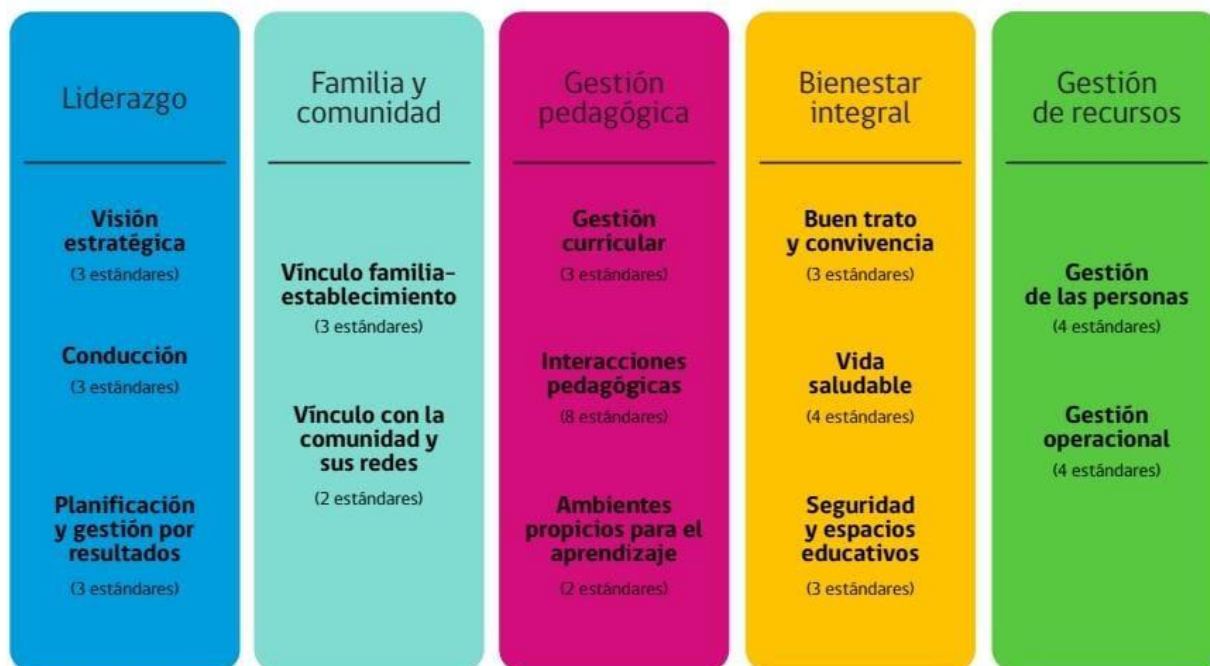 Liderazgo
Visión
estratégica
(3 estándares)
Conducción
(3 estándares)
Planificación
y gestión por
resultados
(3 estándares)
Familia y
comunidad
Vínculo familia-
establecimiento
(3 estándares)
Vínculo con la
comunidad y
sus redes
(2 estándares)
Gestión
pedagógica
Gestión
curricular
(3 estándares)
Interacciones
pedagógicas
(8 estándares)
Ambientes
propicios para el
aprendizaje
(2 estándares)
Bienestar
integral
Buen trato
y convivencia
(3 estándares)
Vida
saludable
(4 estándares)
Seguridad
y espacios
educativos
(3 estándares)
Gestión
de recursos
Gestión
de las personas
(4 estándares)
Gestión
operacional
(4 estándares)